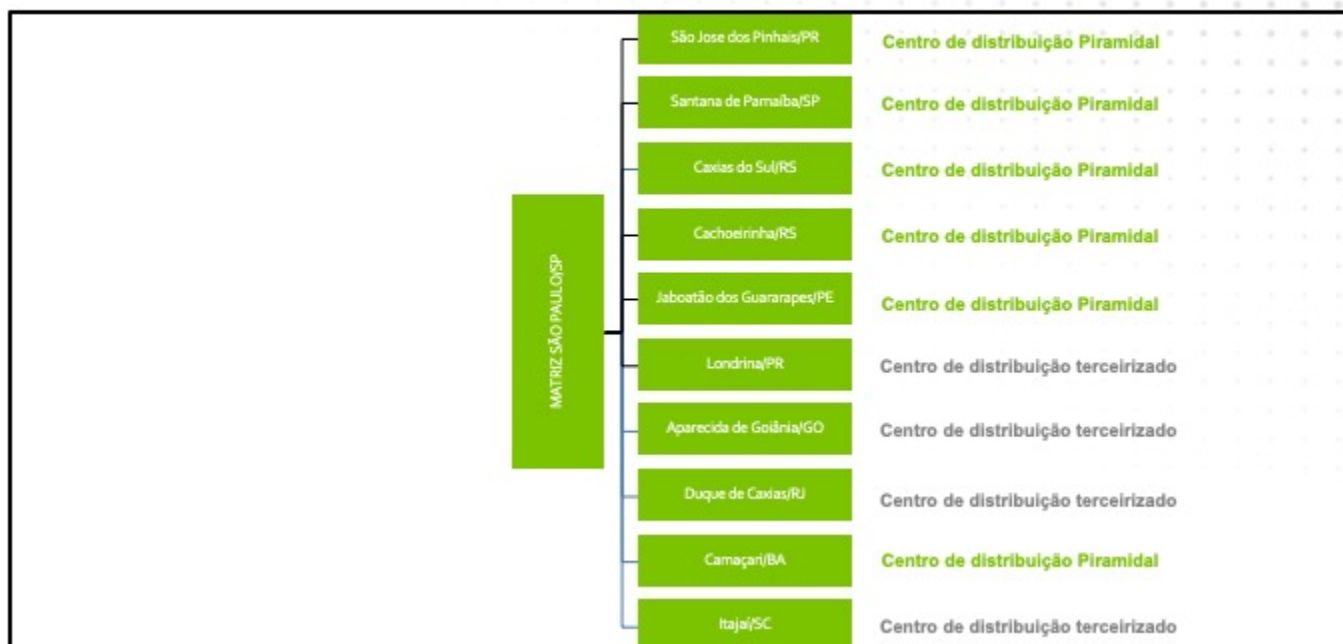 São Jose dos Pinhais/PR Centro de distribuição Piramidal
Santana de Parnaíba/SP Centro de distribuição Piramidal
Caxias do Sul/RS Centro de distribuição Piramidal
Cachoeirinha/RS Centro de distribuição Piramidal
MATRIZ SÃO PAULO/SP
Jaboatão dos Guararapes/PE Centro de distribuição Piramidal
Londrina/PR Centro de distribuição terceirizado
Aparecida de Goiânia/GO Centro de distribuição terceirizado
Duque de Caxias/RJ Centro de distribuição terceirizado
Camaçari/BA Centro de distribuição Piramidal
Itajaí/SC Centro de distribuição terceirizado